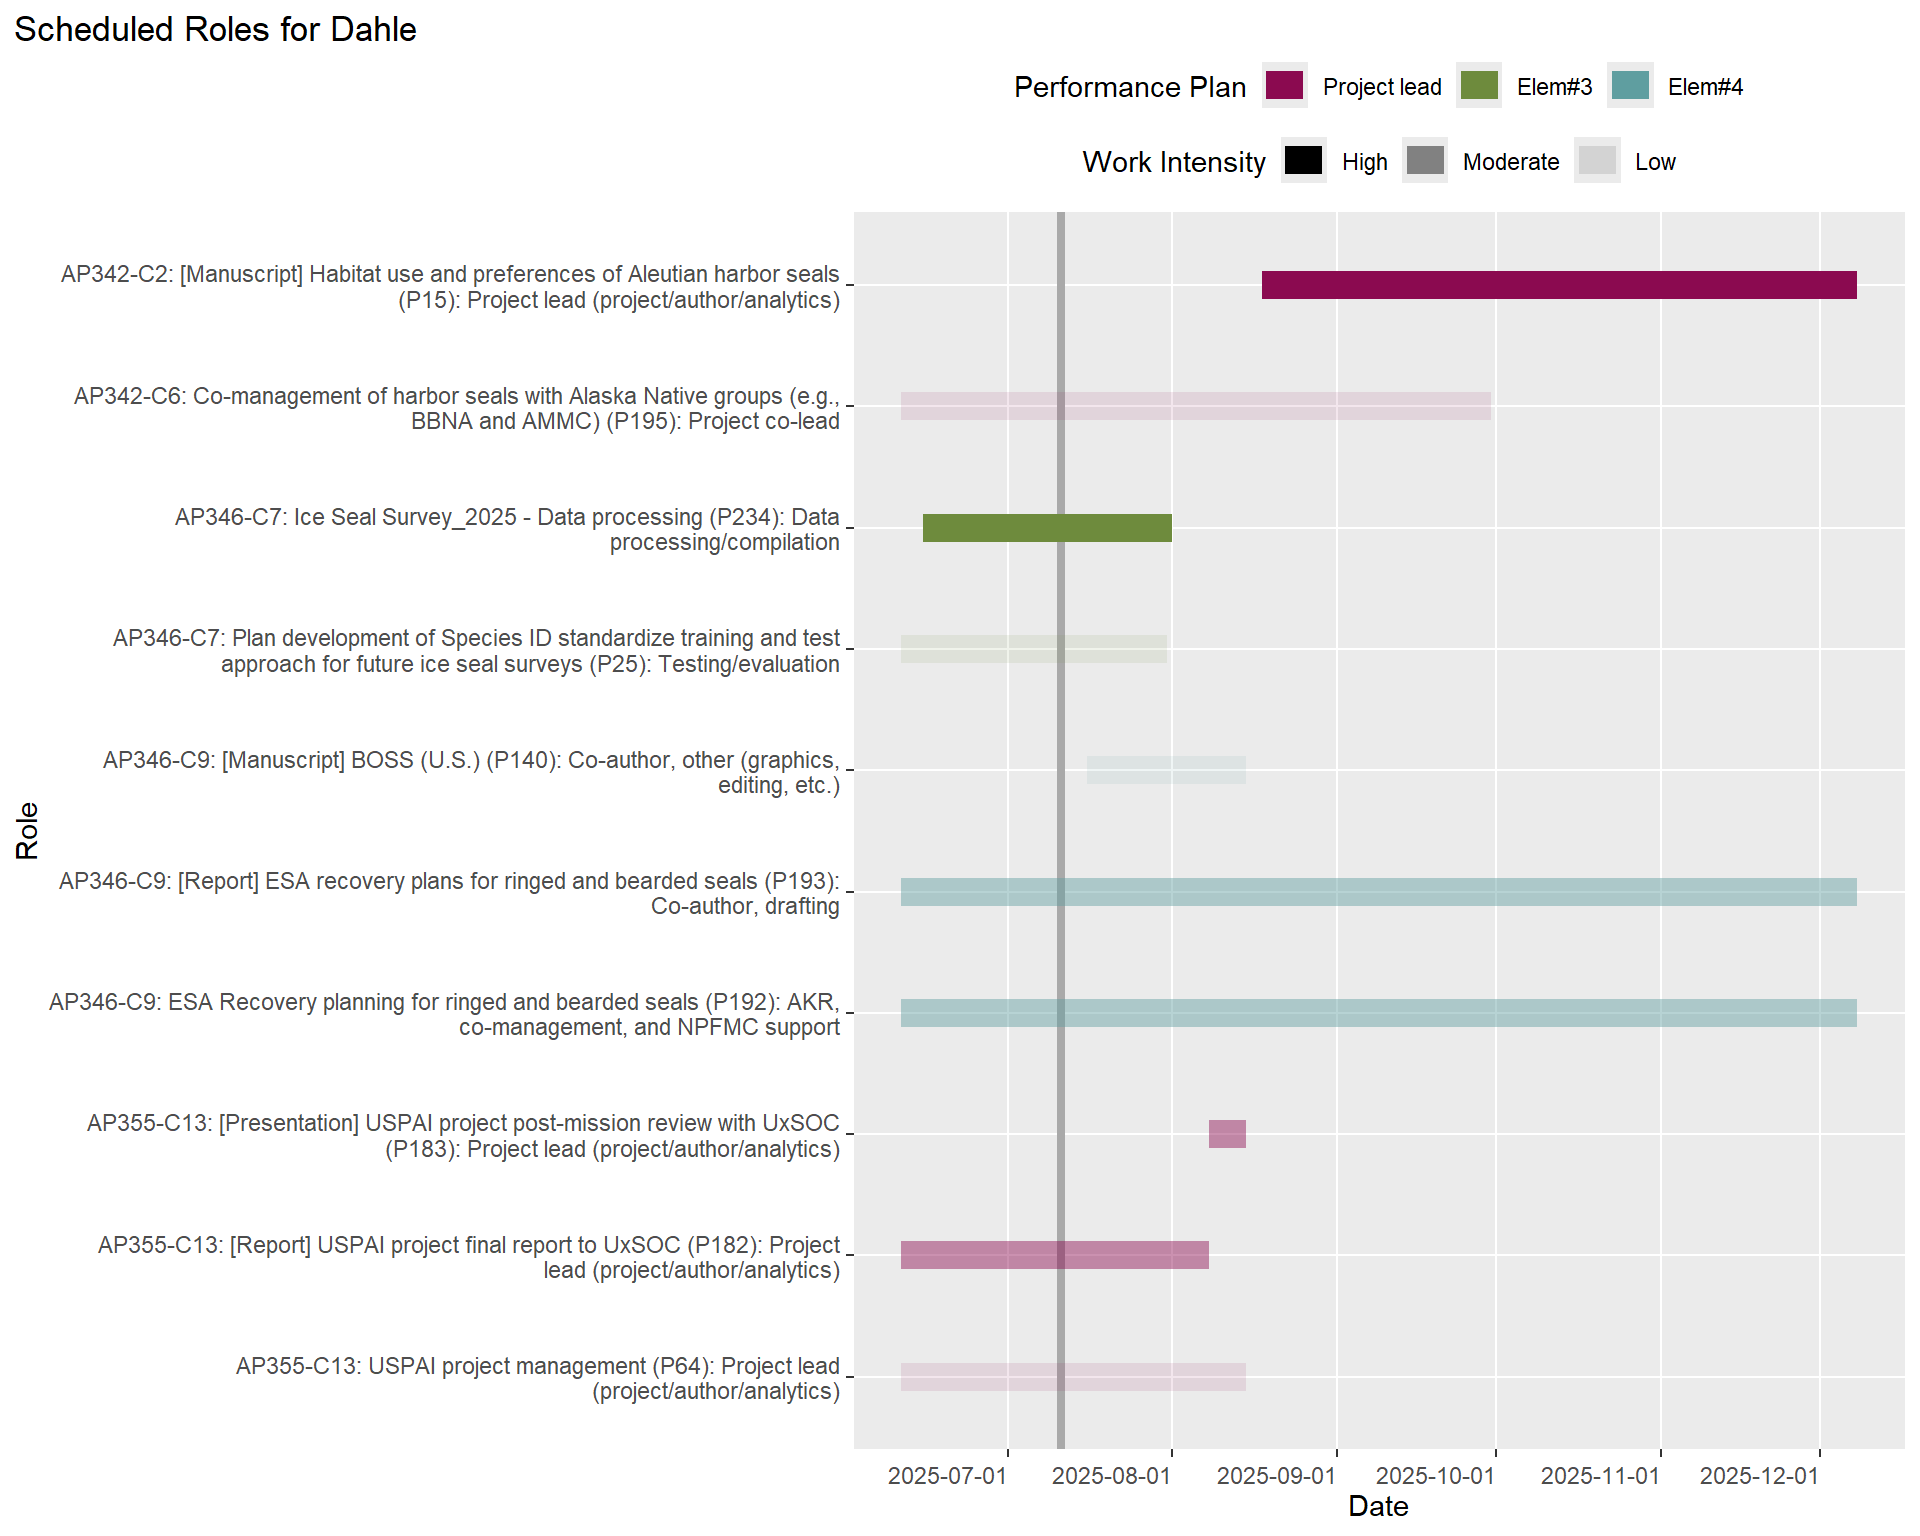 Scheduled Roles for Dahle
Performance Plan Project lead Elem#3 Elem#4
Work Intensity High Moderate Low
AP342-C2: [Manuscript] Habitat use and preferences of Aleutian harbor seals
(P15): Project lead (project/author/analytics)
AP342-C6: Co-management of harbor seals with Alaska Native groups (e.g.,
BBNA and AMMC) (P195): Project co-lead
AP346-C7: Ice Seal Survey_2025 - Data processing (P234): Data
processing/compilation
AP346-C7: Plan development of Species ID standardize training and test
approach for future ice seal surveys (P25): Testing/evaluation
AP346-C9: [Manuscript] BOSS (U.S.) (P140): Co-author, other (graphics,
editing, etc.)
AP346-C9: [Report] ESA recovery plans for ringed and bearded seals (P193):
Co-author, drafting
AP346-C9: ESA Recovery planning for ringed and bearded seals (P192): AKR,
co-management, and NPFMC support
AP355-C13: [Presentation] USPAI project post-mission review with UxSOC
(P183): Project lead (project/author/analytics)
AP355-C13: [Report] USPAI project final report to UxSOC (P182): Project
lead (project/author/analytics)
AP355-C13: USPAI project management (P64): Project lead
(project/author/analytics)
Role
2025-07-01 2025-08-01 2025-09-01 2025-10-01 2025-11-01 2025-12-01
Date